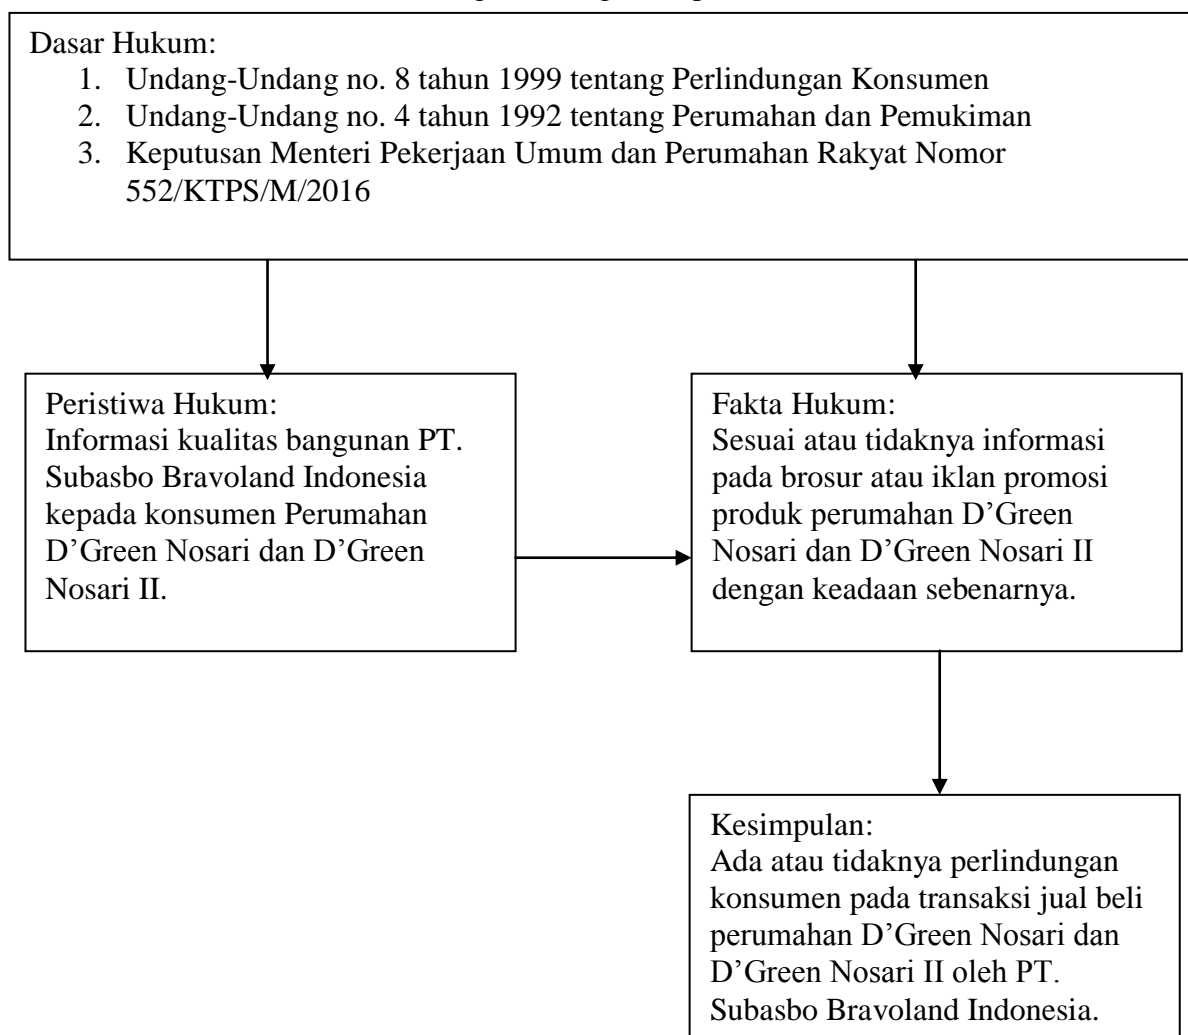 Dasar Hukum:
1. Undang-Undang no. 8 tahun 1999 tentang Perlindungan Konsumen
2. Undang-Undang no. 4 tahun 1992 tentang Perumahan dan Pemukiman
3. Keputusan Menteri Pekerjaan Umum dan Perumahan Rakyat Nomor
552/KTPS/M/2016
Peristiwa Hukum:
Informasi kualitas bangunan PT.
Subasbo Bravoland Indonesia
kepada konsumen Perumahan
D’Green Nosari dan D’Green
Nosari II.
Fakta Hukum:
Sesuai atau tidaknya informasi
pada brosur atau iklan promosi
produk perumahan D’Green
Nosari dan D’Green Nosari II
dengan keadaan sebenarnya.
Kesimpulan:
Ada atau tidaknya perlindungan
konsumen pada transaksi jual beli
perumahan D’Green Nosari dan
D’Green Nosari II oleh PT.
Subasbo Bravoland Indonesia.